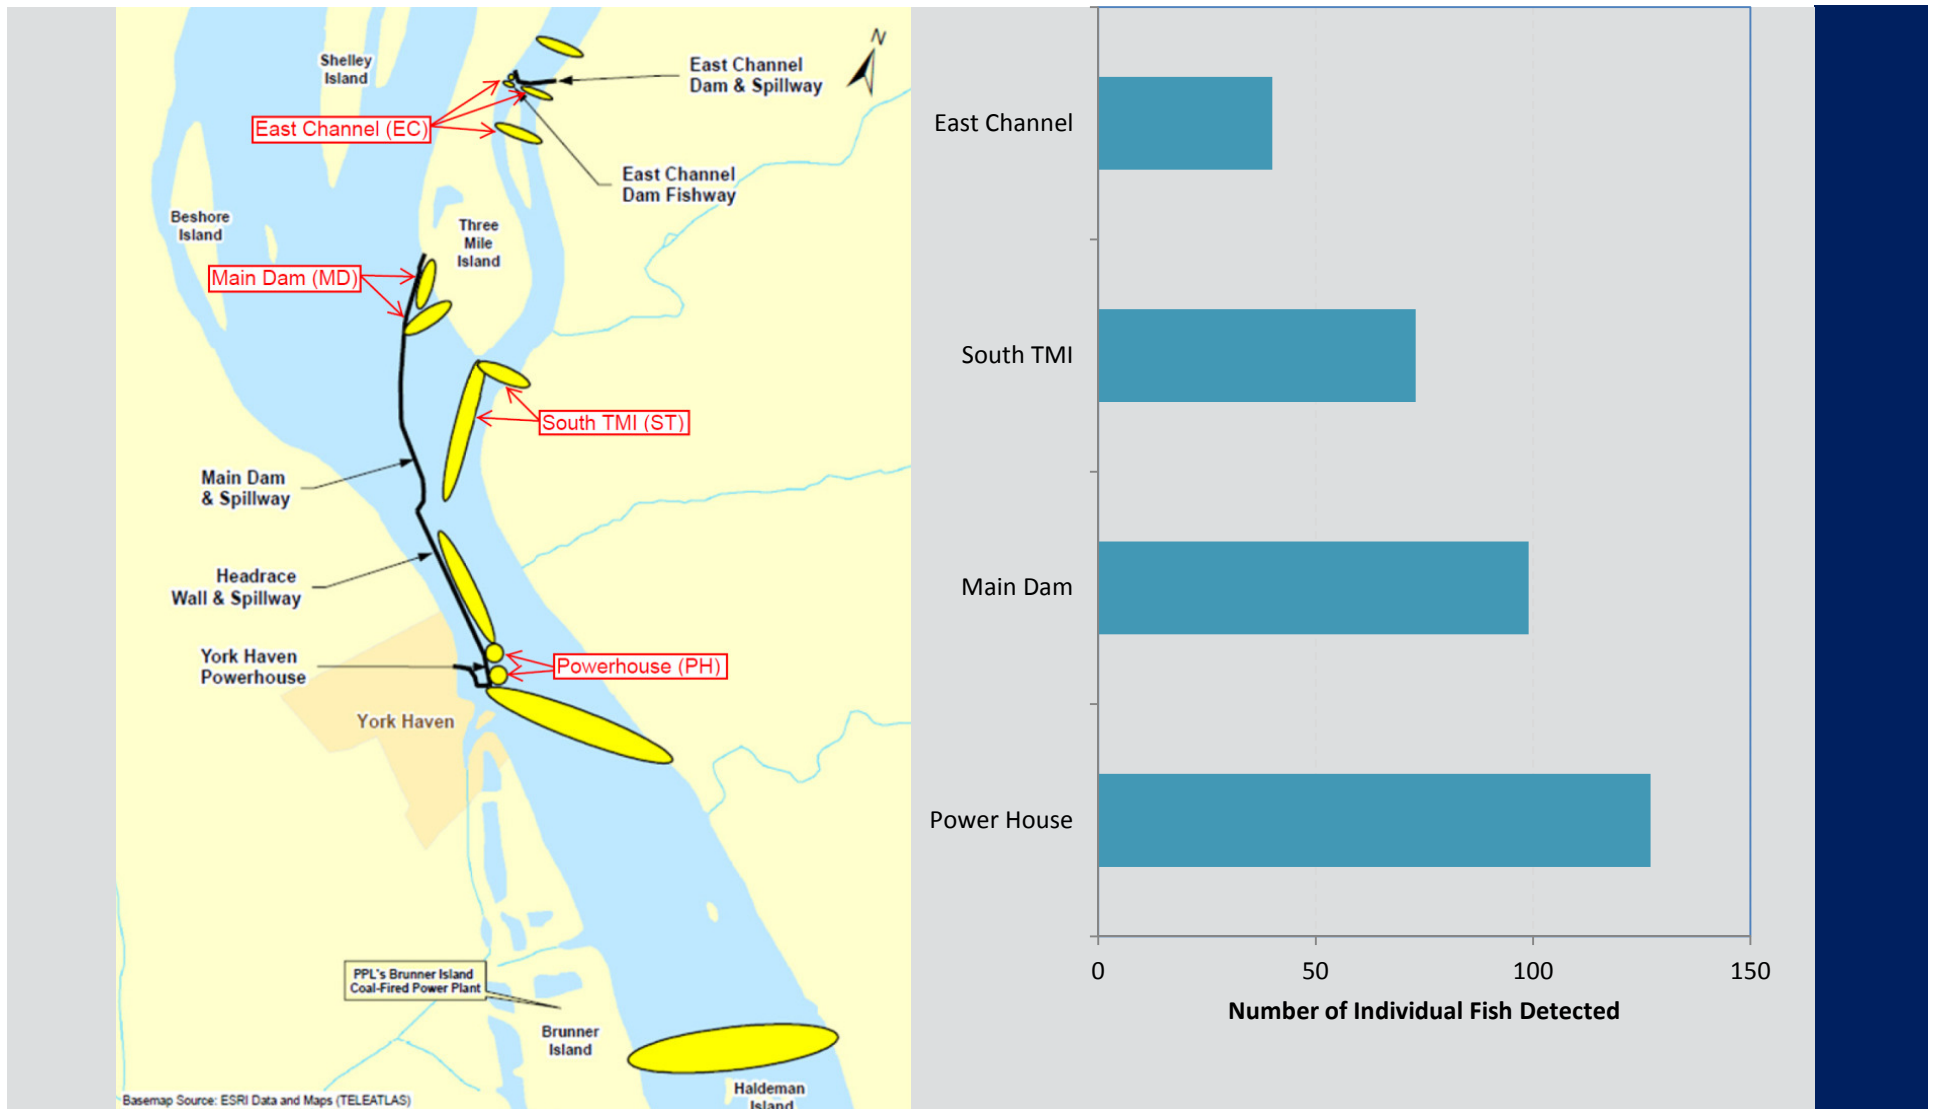 N
Shelley
Island
East Channel
Dam & Spillway
East Channel (EC)
East Channel
Dam Fishway
Beshore
Island
Three
Mile
Island
Main Dam (MD)
South TMI (ST)
Main Dam
& Spillway
Headrace
Wall & Spillway
York Haven
Powerhouse
Powerhouse (PH)
York Haven
PPL's Brunner Island
Coal-Fired Power Plant
Brunner
Island
Haldeman
Island
Basemap Source: ESRI Data and Maps (TELEATLAS)
East Channel
South TMI
Main Dam
Power House
0 50 100 150
Number of Individual Fish Detected